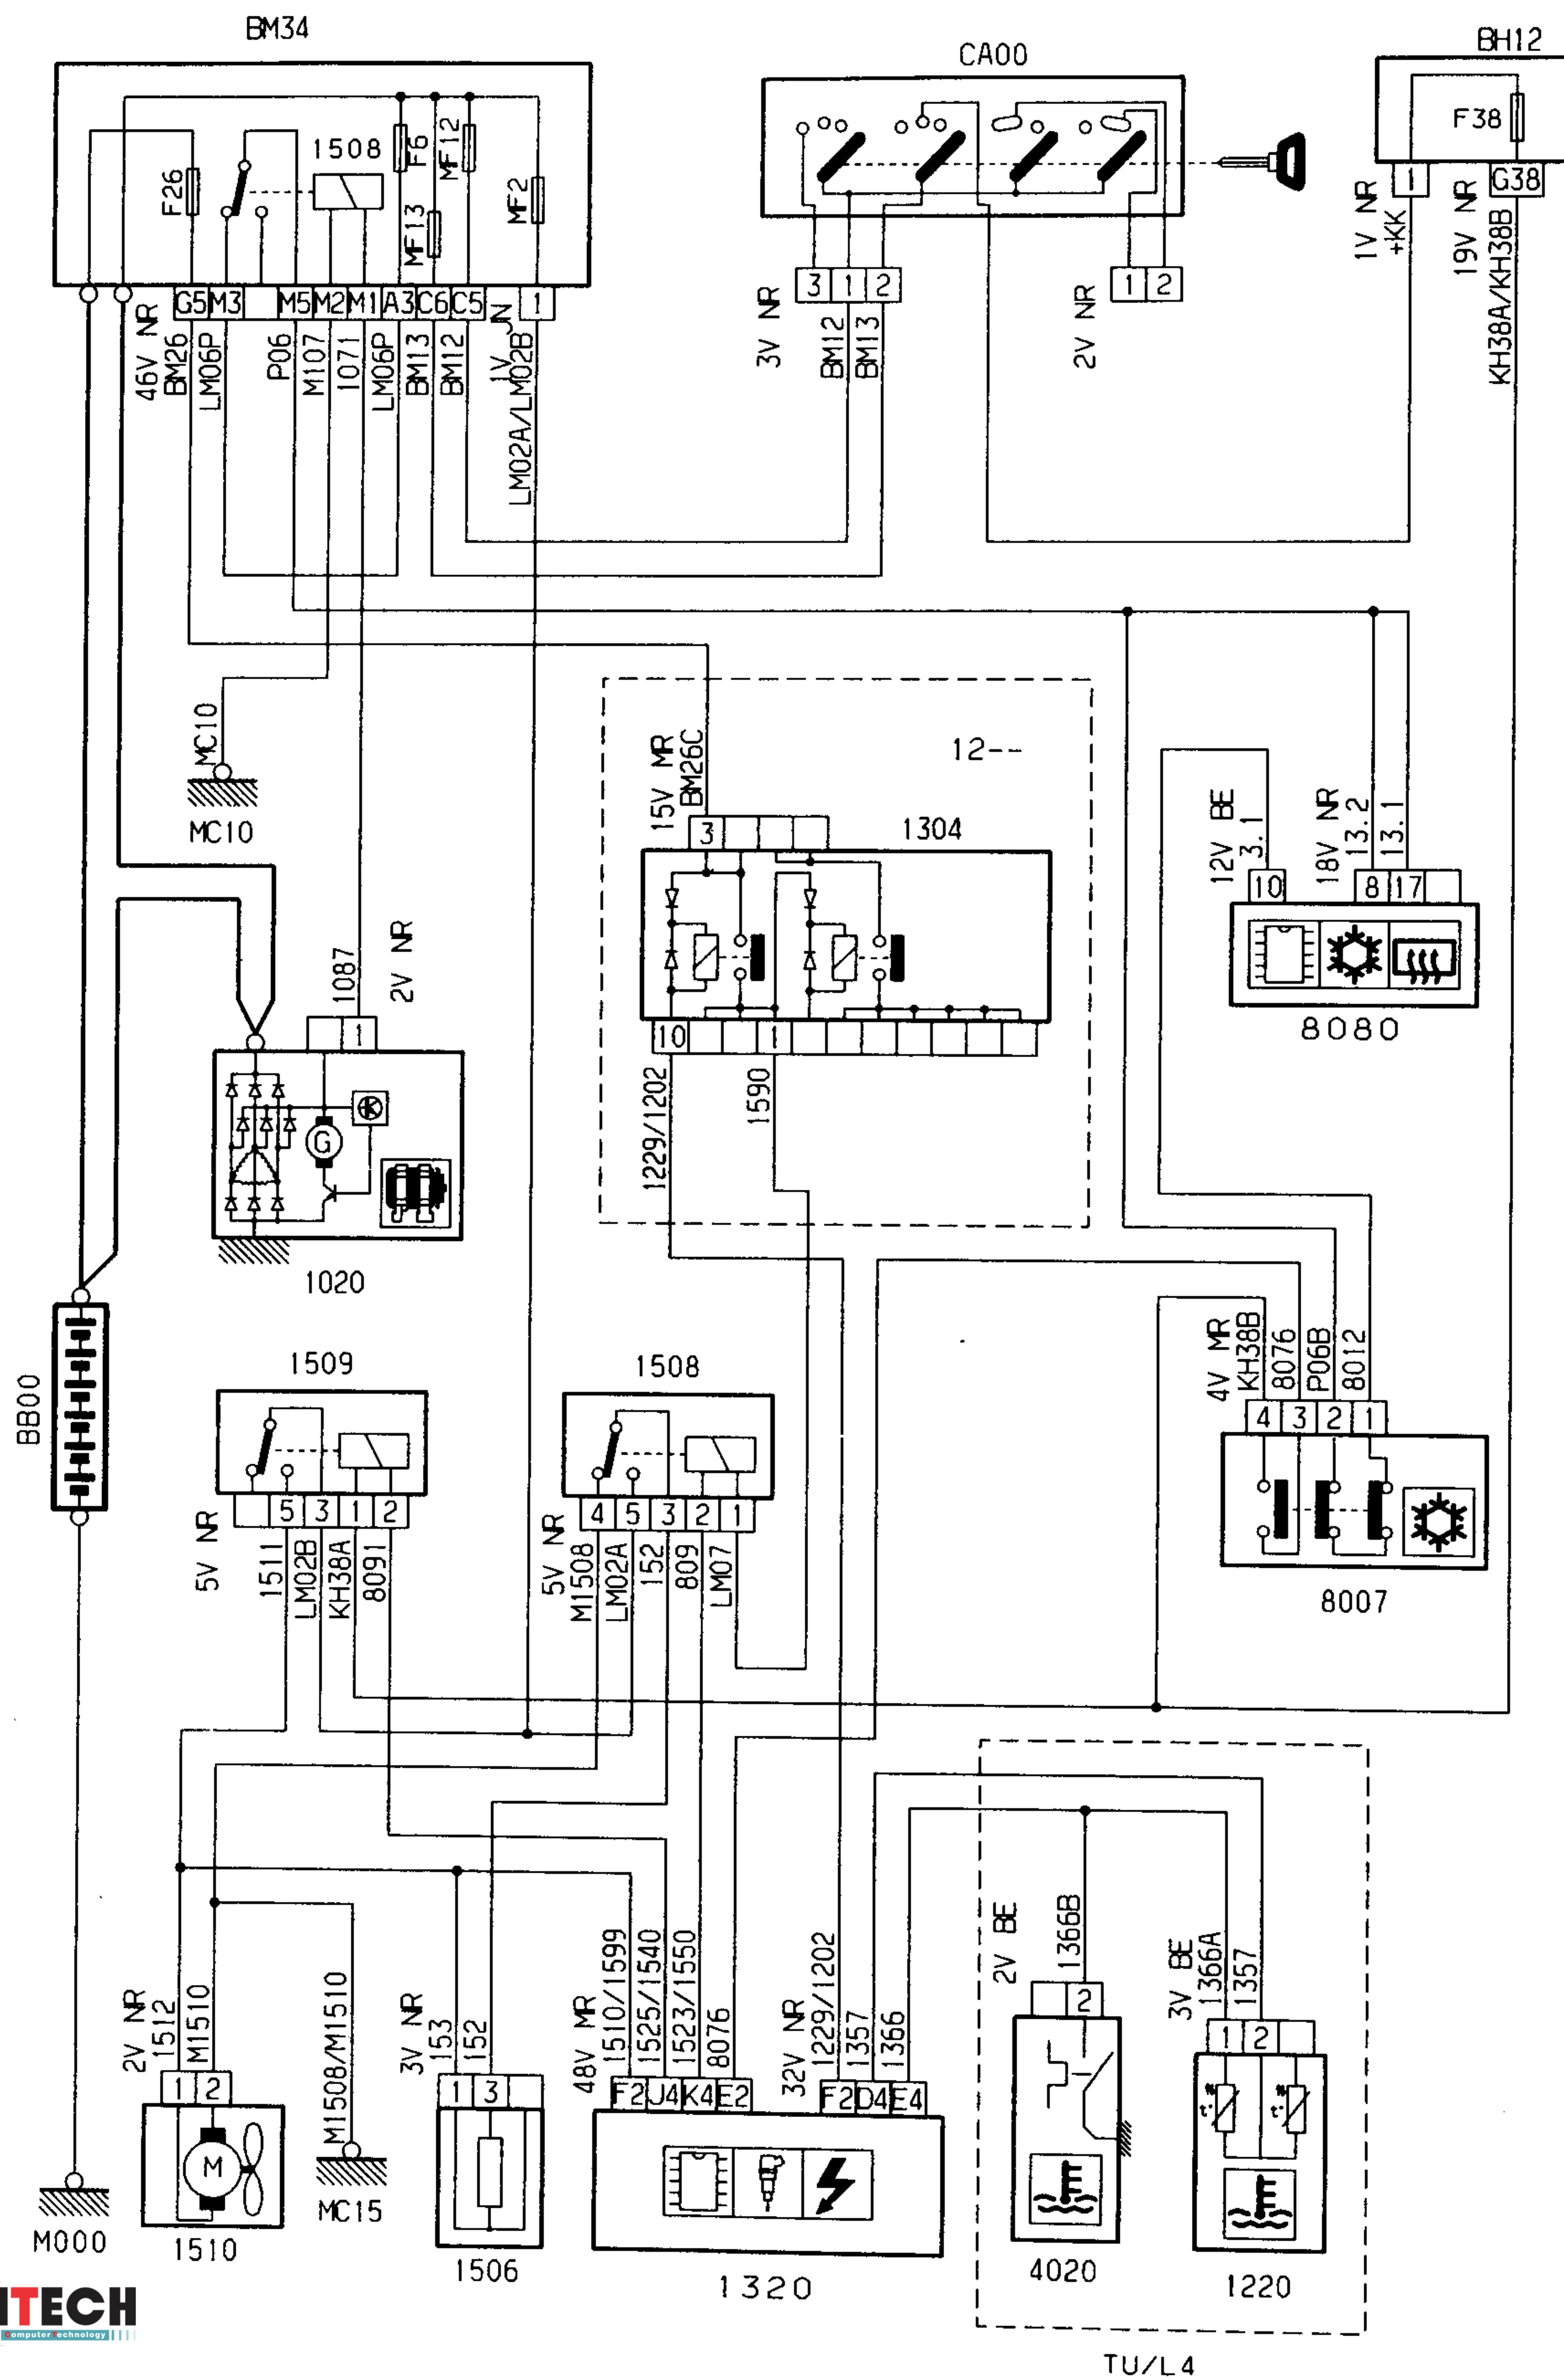 BM34
CA00
BH12
F26
1508
F6
MF12
MF13
MF2
F38
1
G38
1V NR
+KK
19V NR
KH38A/KH38B
46V NR
G5
M3
M5
M2
M1
A3
C6
C5
1
BM26
LM06P
P06
M107
1071
LM06P
BM13
BM12
1V JN
LM02A/LM02B
3V NR
3
1
2
BM12
BM13
2V NR
1
2
MC10
MC10
12--
15V MR
BM26C
3
1304
10
1
1229/1202
1590
12V BE
3.1
18V NR
13.2
13.1
10
8
17
8080
1087
2V NR
1
G
1020
BB00
1509
5V NR
5
3
1
2
1511
LM02B
KH38A
8091
1508
5V NR
4
5
3
2
1
M1508
LM02A
152
809
LM07
4V MR
KH38B
8076
P06B
8012
4
3
2
1
8007
M000
2V NR
1512
M1510
1
2
M
1510
M1508/M1510
MC15
3V NR
153
152
1
3
1506
48V MR
1510/1599
1525/1540
1523/1550
8076
F2
J4
K4
E2
32V NR
1229/1202
1357
1366
F2
D4
E4
1320
2V BE
1366B
2
4020
3V BE
1366A
1357
1
2
t°
t°
1220
TU/L4
ITECH
Computer Technology